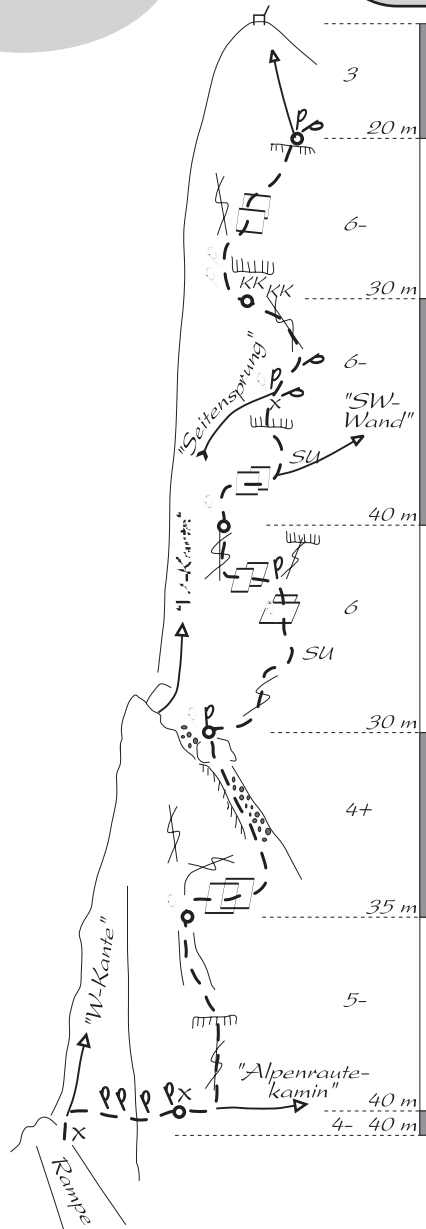 3
20 m
6-
30 m
KK KK
6-
"Seitensprung"
"SW-
Wand"
x
SU
40 m
6
SU
30 m
4+
35 m
"W-Kante"
5-
"Alpenraute-
kamin"
x
40 m
4- 40 m
1 x
Rampe